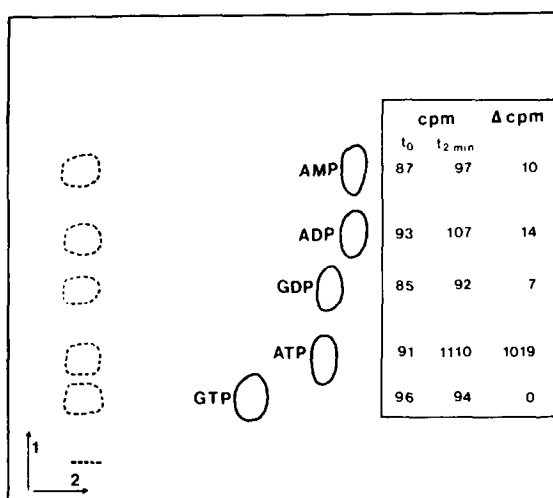 cpm Δ cpm
t0 t2 min
AMP 87 97 10
ADP 93 107 14
GDP 85 92 7
ATP 91 1110 1019
GTP 96 94 0
1
2